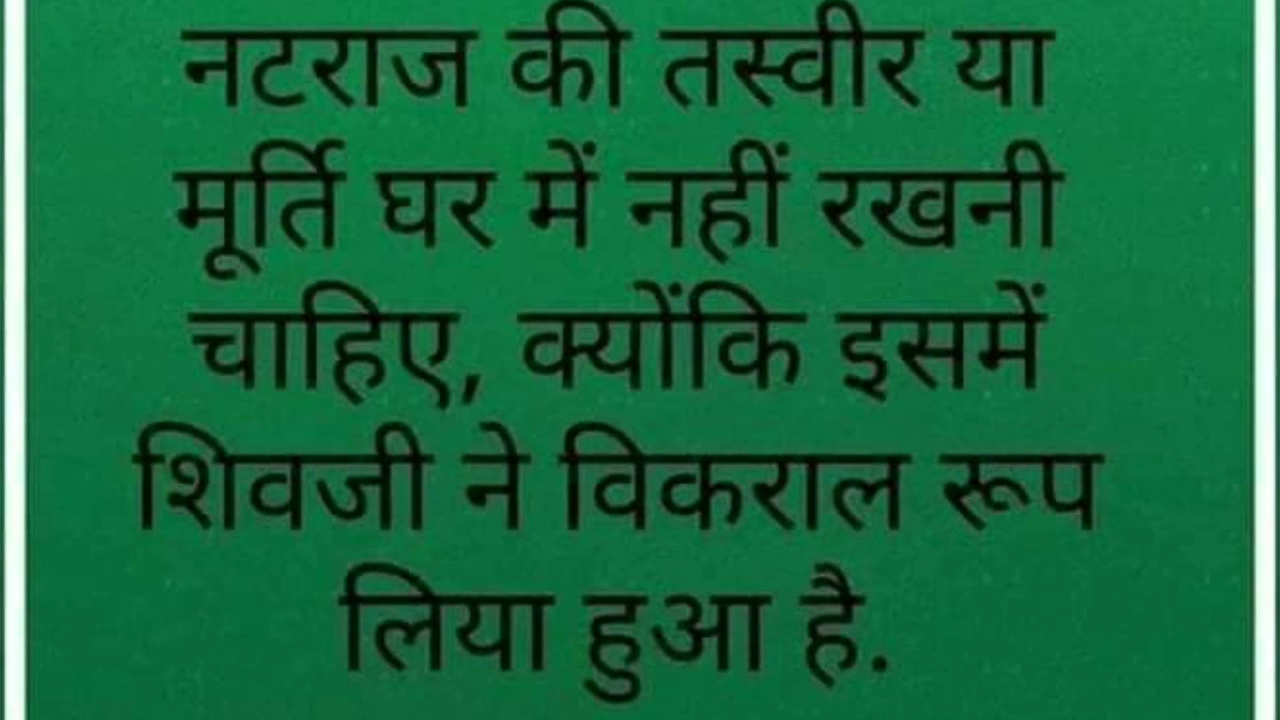 नटराज की तस्वीर या
मूर्ति घर में नहीं रखनी
चाहिए, क्योंकि इसमें
शिवजी ने विकराल रूप
लिया हुआ है.